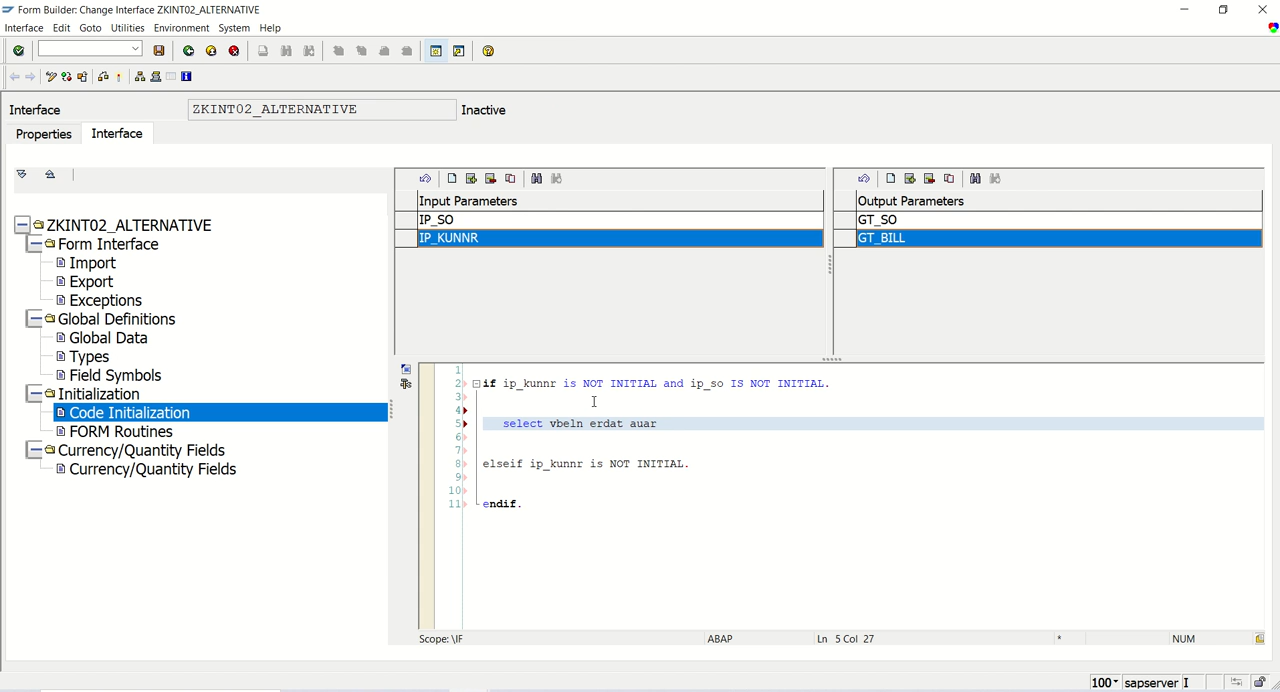 Form Builder: Change Interface ZKINT02_ALTERNATIVE
Interface Edit Goto Utilities Environment System Help
Interface ZKINT02_ALTERNATIVE Inactive
Properties Interface
Input Parameters
IP_SO
IP_KUNNR
Output Parameters
GT_SO
GT_BILL
ZKINT02_ALTERNATIVE
Form Interface
Import
Export
Exceptions
Global Definitions
Global Data
Types
Field Symbols
Initialization
Code Initialization
FORM Routines
Currency/Quantity Fields
Currency/Quantity Fields
1
2 if ip_kunnr is NOT INITIAL and ip_so IS NOT INITIAL.
3
4
5 select vbeln erdat auar
6
7
8 elseif ip_kunnr is NOT INITIAL.
9
10
11 endif.
Scope: \IF ABAP Ln 5 Col 27 * NUM
100 sapserver I